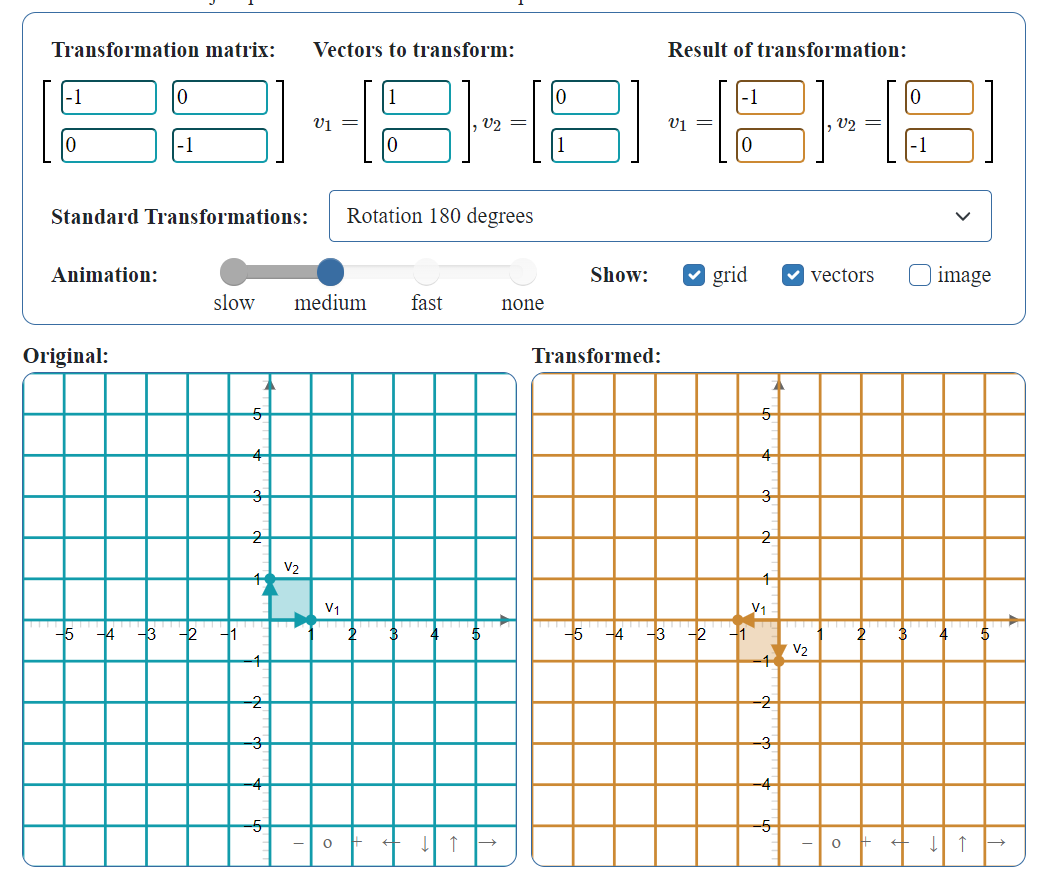 Transformation matrix: Vectors to transform: Result of transformation:
-1 0 1 0 -1 0
v1 = , v2 = v1 = , v2 =
0 -1 0 1 0 -1
Standard Transformations: Rotation 180 degrees
Animation: Show: grid vectors image
slow medium fast none
Original: Transformed:
5 5
4 4
3 3
2 2
v2
1 1
v1 v1
−5 −4 −3 −2 −1 1 2 3 4 5 −5 −4 −3 −2 −1 1 2 3 4 5
v2
−1 −1
−2 −2
−3 −3
−4 −4
−5 −5
− o + ← ↓ ↑ → − o + ← ↓ ↑ →